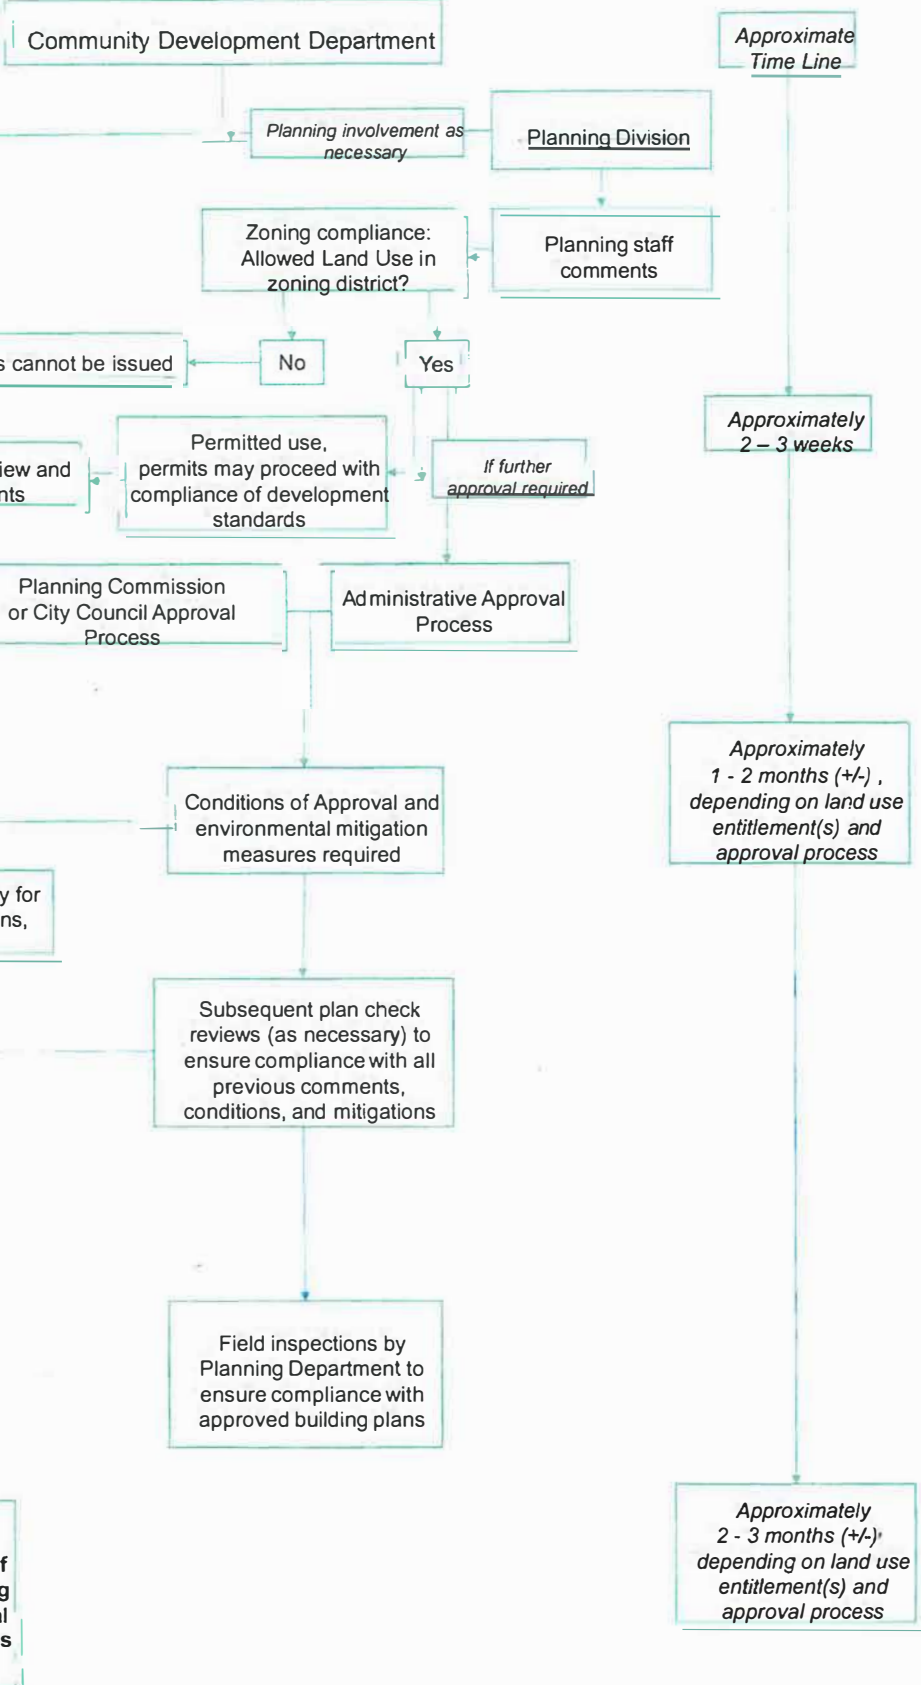 Community Development Department
Approximate
Time Line
Planning involvement as
necessary
Planning Division
Zoning compliance:
Allowed Land Use in
zoning district?
Planning staff
comments
s cannot be issued
No
Yes
Approximately
2 – 3 weeks
iew and
nts
Permitted use,
permits may proceed with
compliance of development
standards
If further
approval required
Planning Commission
or City Council Approval
Process
Administrative Approval
Process
Approximately
1 - 2 months (+/-) ,
depending on land use
entitlement(s) and
approval process
Conditions of Approval and
environmental mitigation
measures required
y for
ns,
Subsequent plan check
reviews (as necessary) to
ensure compliance with all
previous comments,
conditions, and mitigations
Field inspections by
Planning Department to
ensure compliance with
approved building plans
f
g
al
s
Approximately
2 - 3 months (+/-),
depending on land use
entitlement(s) and
approval process